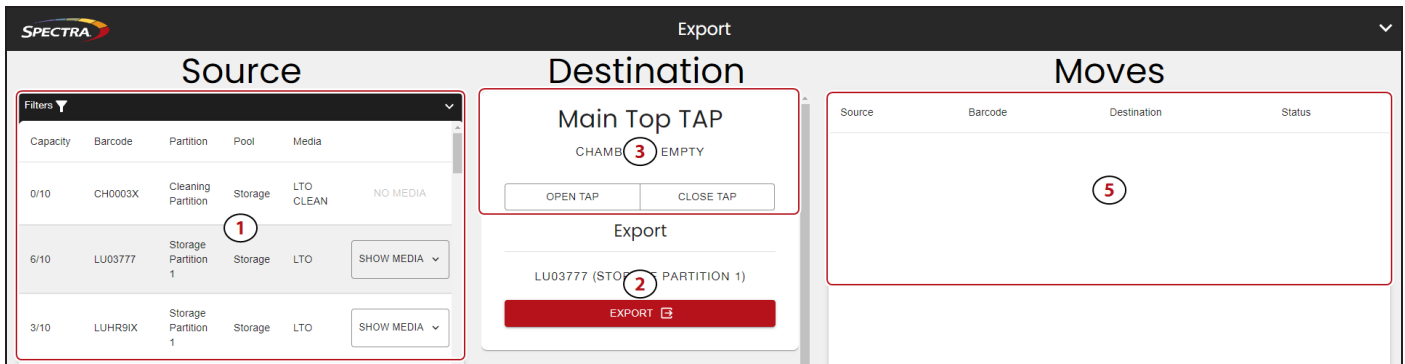 SPECTRA
Export
Source
Destination
Moves
Filters
Capacity Barcode Partition Pool Media
0/10 CH0003X Cleaning Partition Storage LTO CLEAN NO MEDIA
1
6/10 LU03777 Storage Partition 1 Storage LTO SHOW MEDIA
3/10 LUHR9IX Storage Partition 1 Storage LTO SHOW MEDIA
Main Top TAP
CHAMB 3 EMPTY
OPEN TAP CLOSE TAP
Export
LU03777 (STO 2 PARTITION 1)
EXPORT
Source Barcode Destination Status
5